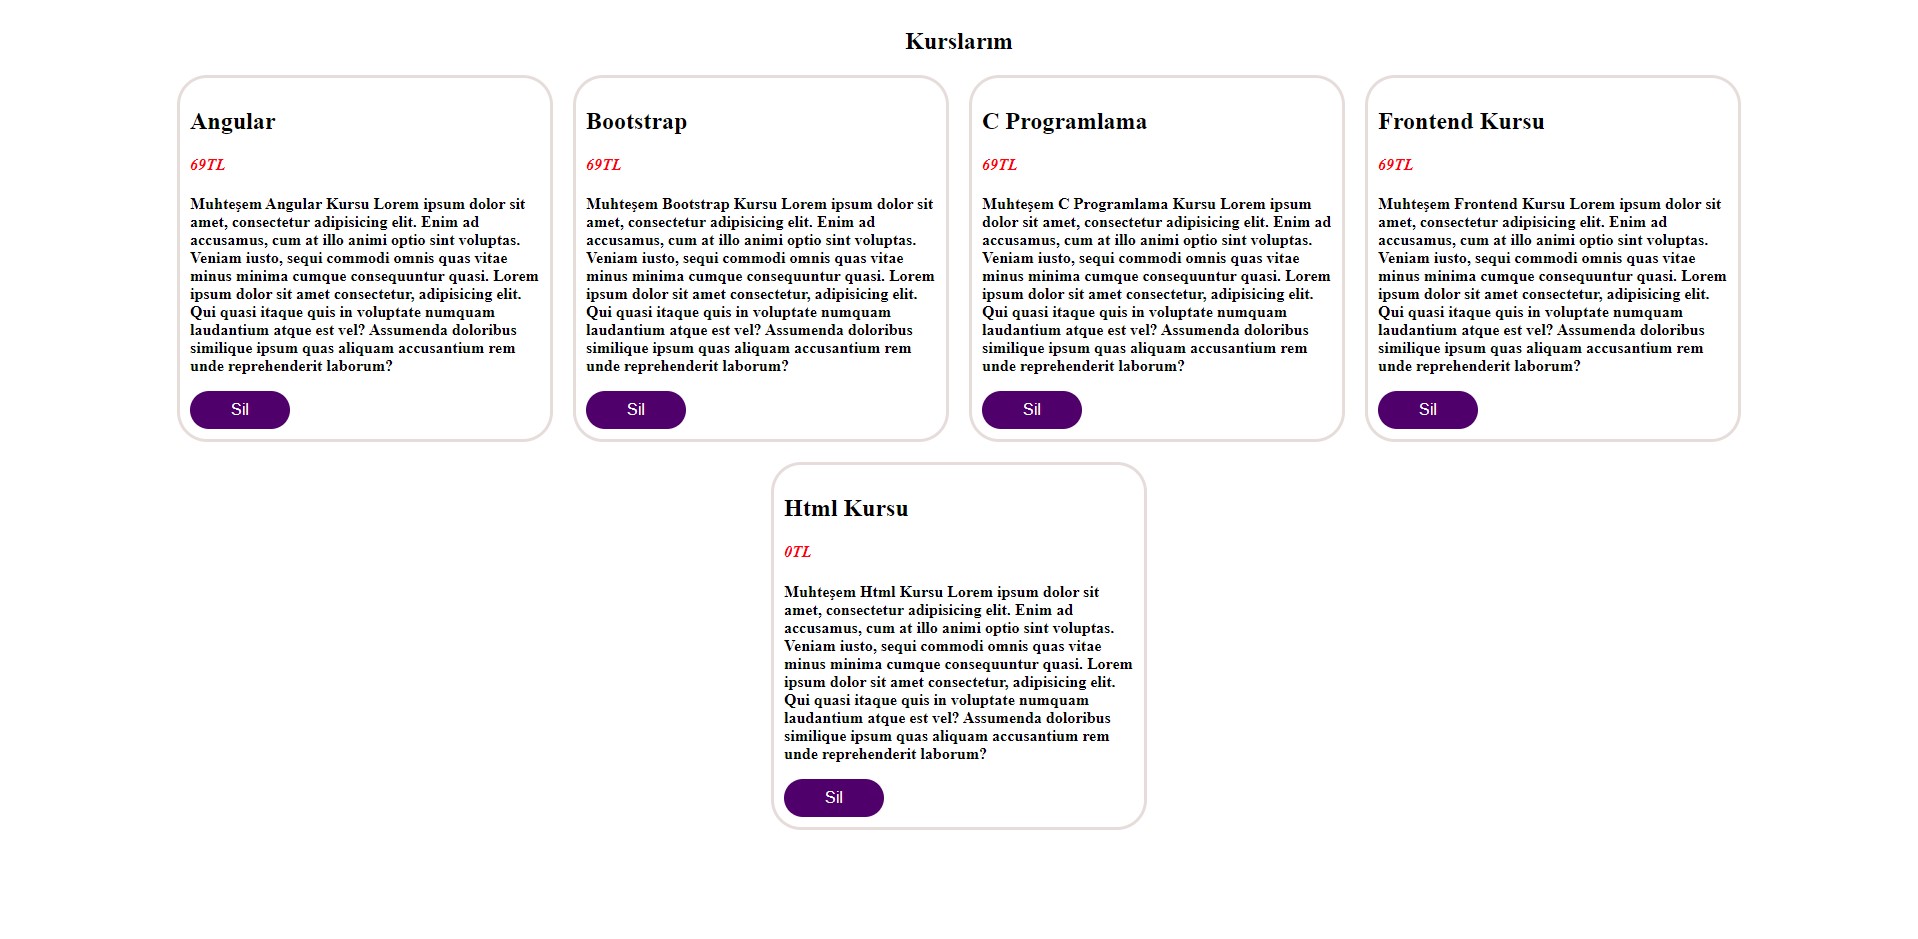 Kurslarım
Angular
69TL
Muhteşem Angular Kursu Lorem ipsum dolor sit
amet, consectetur adipisicing elit. Enim ad
accusamus, cum at illo animi optio sint voluptas.
Veniam iusto, sequi commodi omnis quas vitae
minus minima cumque consequuntur quasi. Lorem
ipsum dolor sit amet consectetur, adipisicing elit.
Qui quasi itaque quis in voluptate numquam
laudantium atque est vel? Assumenda doloribus
similique ipsum quas aliquam accusantium rem
unde reprehenderit laborum?
Sil
Bootstrap
69TL
Muhteşem Bootstrap Kursu Lorem ipsum dolor sit
amet, consectetur adipisicing elit. Enim ad
accusamus, cum at illo animi optio sint voluptas.
Veniam iusto, sequi commodi omnis quas vitae
minus minima cumque consequuntur quasi. Lorem
ipsum dolor sit amet consectetur, adipisicing elit.
Qui quasi itaque quis in voluptate numquam
laudantium atque est vel? Assumenda doloribus
similique ipsum quas aliquam accusantium rem
unde reprehenderit laborum?
Sil
C Programlama
69TL
Muhteşem C Programlama Kursu Lorem ipsum
dolor sit amet, consectetur adipisicing elit. Enim ad
accusamus, cum at illo animi optio sint voluptas.
Veniam iusto, sequi commodi omnis quas vitae
minus minima cumque consequuntur quasi. Lorem
ipsum dolor sit amet consectetur, adipisicing elit.
Qui quasi itaque quis in voluptate numquam
laudantium atque est vel? Assumenda doloribus
similique ipsum quas aliquam accusantium rem
unde reprehenderit laborum?
Sil
Frontend Kursu
69TL
Muhteşem Frontend Kursu Lorem ipsum dolor sit
amet, consectetur adipisicing elit. Enim ad
accusamus, cum at illo animi optio sint voluptas.
Veniam iusto, sequi commodi omnis quas vitae
minus minima cumque consequuntur quasi. Lorem
ipsum dolor sit amet consectetur, adipisicing elit.
Qui quasi itaque quis in voluptate numquam
laudantium atque est vel? Assumenda doloribus
similique ipsum quas aliquam accusantium rem
unde reprehenderit laborum?
Sil
Html Kursu
0TL
Muhteşem Html Kursu Lorem ipsum dolor sit
amet, consectetur adipisicing elit. Enim ad
accusamus, cum at illo animi optio sint voluptas.
Veniam iusto, sequi commodi omnis quas vitae
minus minima cumque consequuntur quasi. Lorem
ipsum dolor sit amet consectetur, adipisicing elit.
Qui quasi itaque quis in voluptate numquam
laudantium atque est vel? Assumenda doloribus
similique ipsum quas aliquam accusantium rem
unde reprehenderit laborum?
Sil